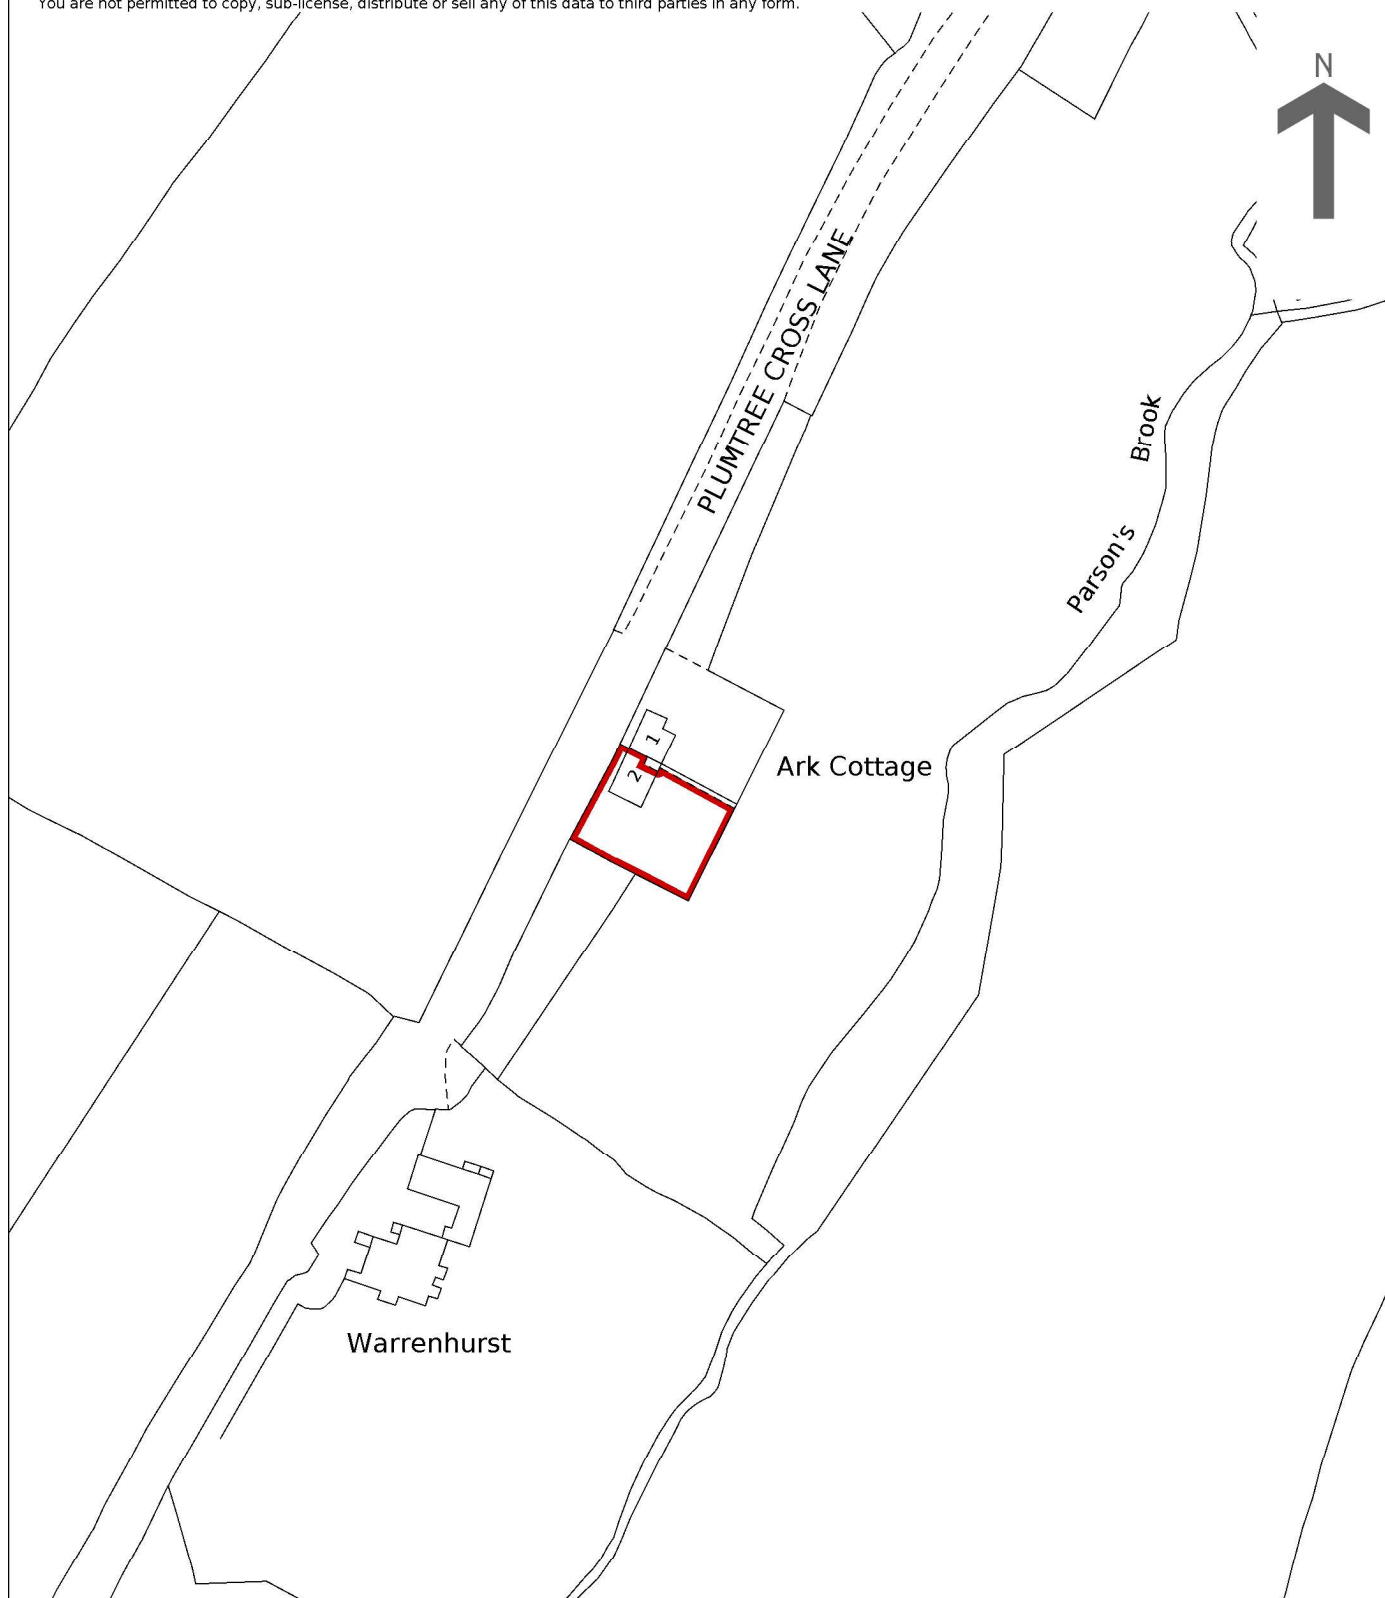 You are not permitted to copy, sub-license, distribute or sell any of this data to third parties in any form.
N
PLUMTREE CROSS LANE
Brook
Parson's
1
2
Ark Cottage
Warrenhurst